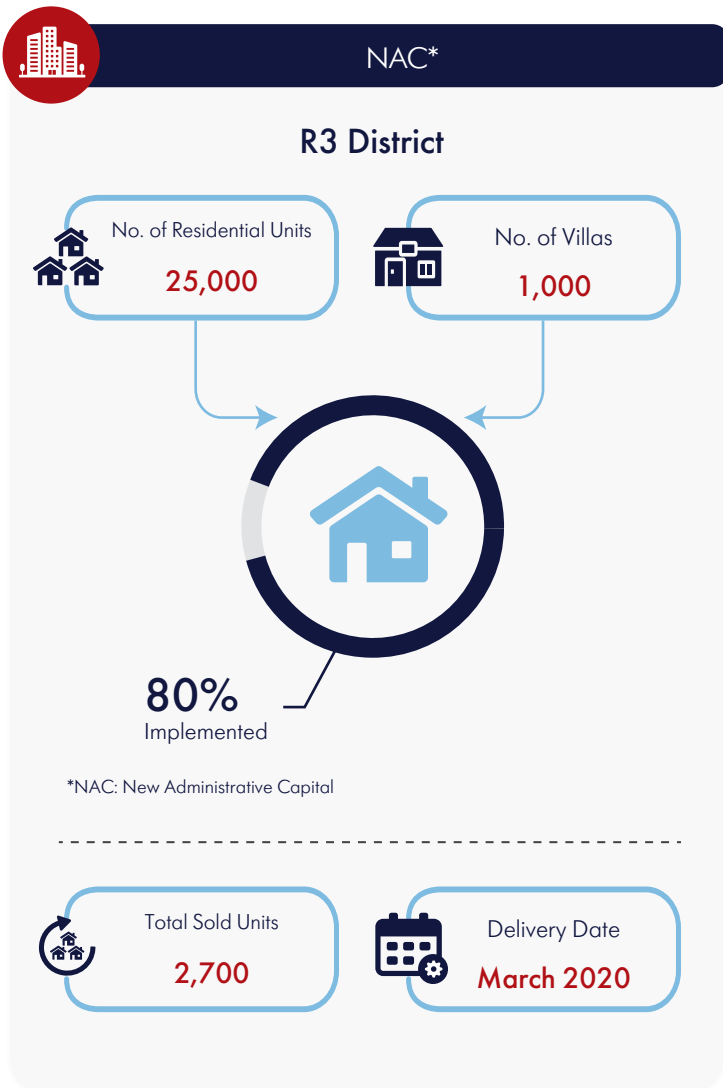 NAC*
R3 District
No. of Residential Units
25,000
No. of Villas
1,000
80%
Implemented
*NAC: New Administrative Capital
Total Sold Units
2,700
Delivery Date
March 2020